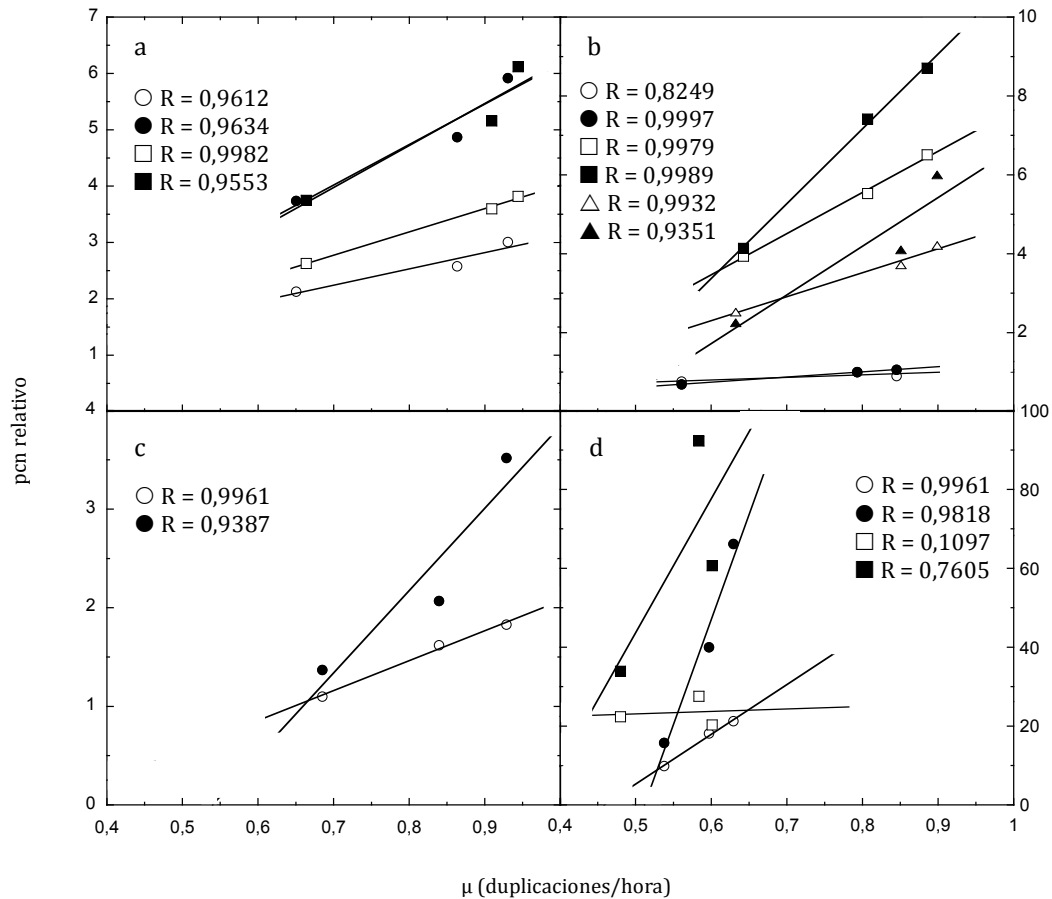 7
6
5
4
3
2
1
4
a
R = 0,9612
R = 0,9634
R = 0,9982
R = 0,9553
b
R = 0,8249
R = 0,9997
R = 0,9979
R = 0,9989
R = 0,9932
R = 0,9351
10
8
6
4
2
100
pcn relativo
3
2
1
0
c
R = 0,9961
R = 0,9387
d
R = 0,9961
R = 0,9818
R = 0,1097
R = 0,7605
80
60
40
20
0
0,4 0,5 0,6 0,7 0,8 0,9 0,4 0,5 0,6 0,7 0,8 0,9 1
μ (duplicaciones/hora)